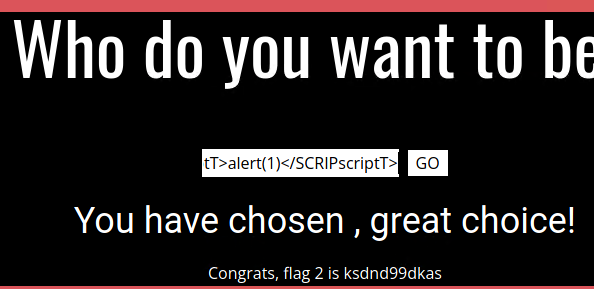 Who do you want to be
tT>alert(1)</SCRIPscriptT>
GO
You have chosen , great choice!
Congrats, flag 2 is ksdnd99dkas